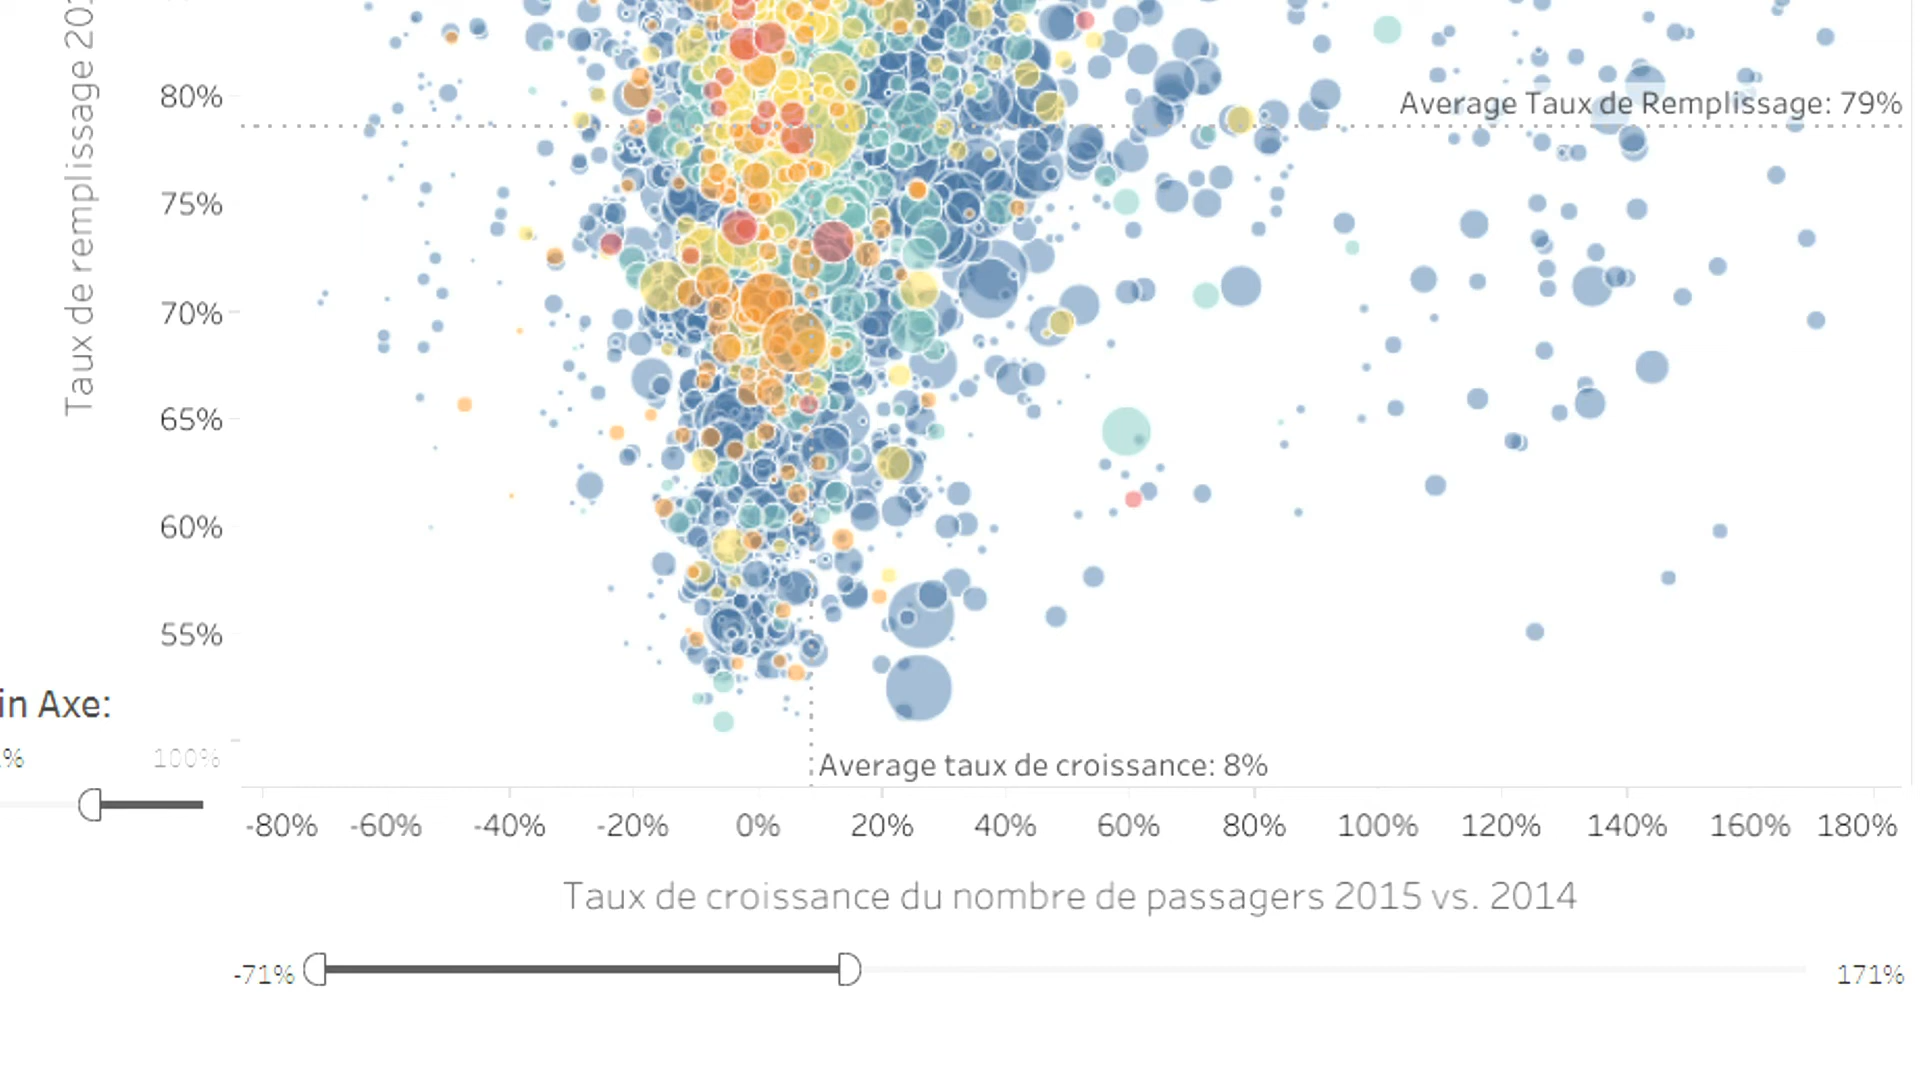 Taux de remplissage
80%
Average Taux de Remplissage: 79%
75%
70%
65%
60%
55%
in Axe:
%
100%
Average taux de croissance: 8%
-80% -60% -40% -20% 0% 20% 40% 60% 80% 100% 120% 140% 160% 180%
Taux de croissance du nombre de passagers 2015 vs. 2014
-71% 171%